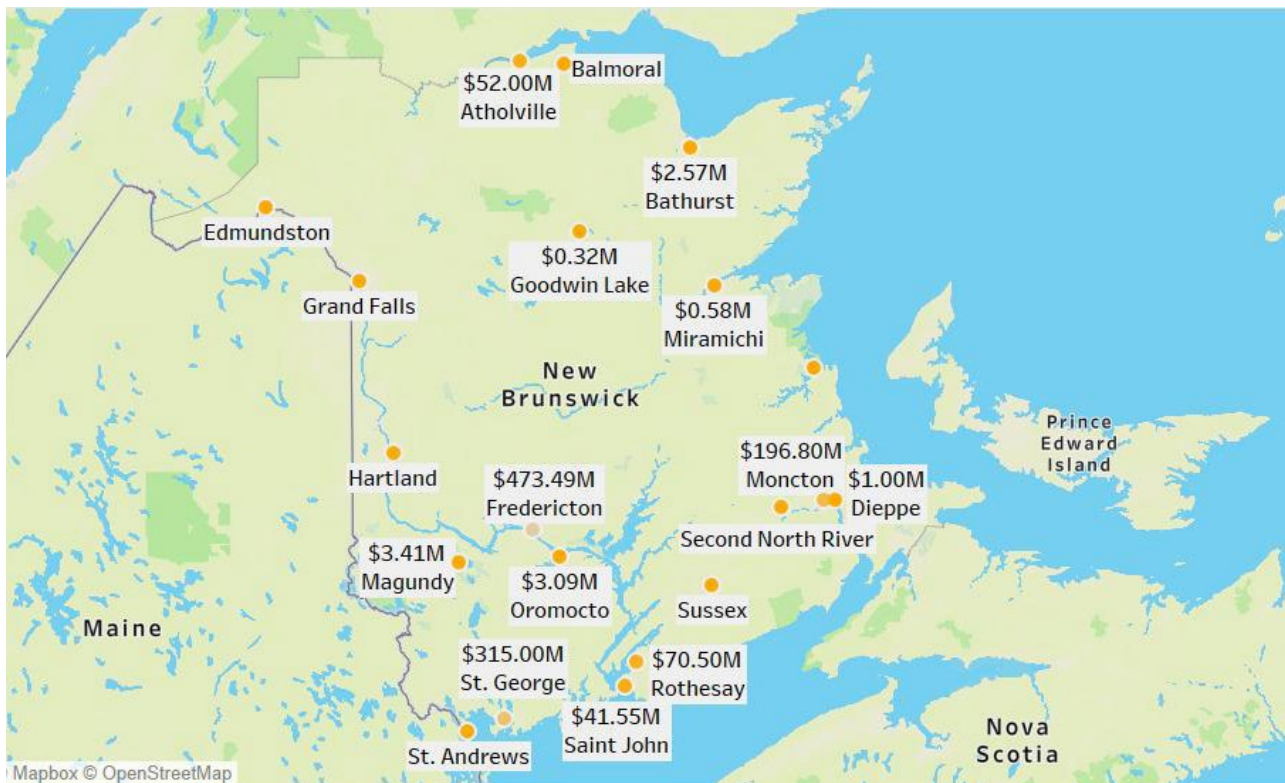 Balmoral
$52.00M
Atholville
$2.57M
Bathurst
Edmundston
$0.32M
Goodwin Lake
Grand Falls
$0.58M
Miramichi
New
Brunswick
Prince
Edward
Island
$196.80M
Moncton
$1.00M
Dieppe
Hartland
$473.49M
Fredericton
Second North River
$3.41M
Magundy
$3.09M
Oromocto
Sussex
Maine
$315.00M
St. George
$70.50M
Rothesay
$41.55M
Saint John
St. Andrews
Nova
Scotia
Mapbox © OpenStreetMap